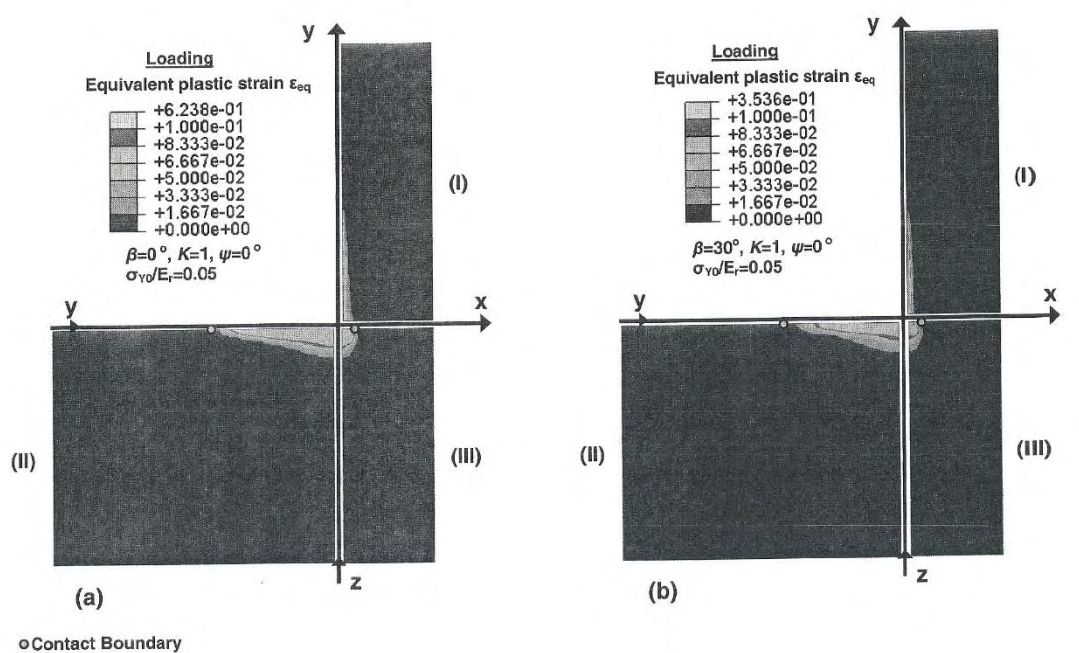 y
Loading
Equivalent plastic strain εeq
+6.238e-01
+1.000e-01
+8.333e-02
+6.667e-02
+5.000e-02
+3.333e-02
+1.667e-02
+0.000e+00
β=0°, K=1, ψ=0°
σY0/Er=0.05
(I)
y
x
(II)
(III)
z
(a)
y
Loading
Equivalent plastic strain εeq
+3.536e-01
+1.000e-01
+8.333e-02
+6.667e-02
+5.000e-02
+3.333e-02
+1.667e-02
+0.000e+00
β=30°, K=1, ψ=0°
σY0/Er=0.05
(I)
y
x
(II)
(III)
z
(b)
Contact Boundary